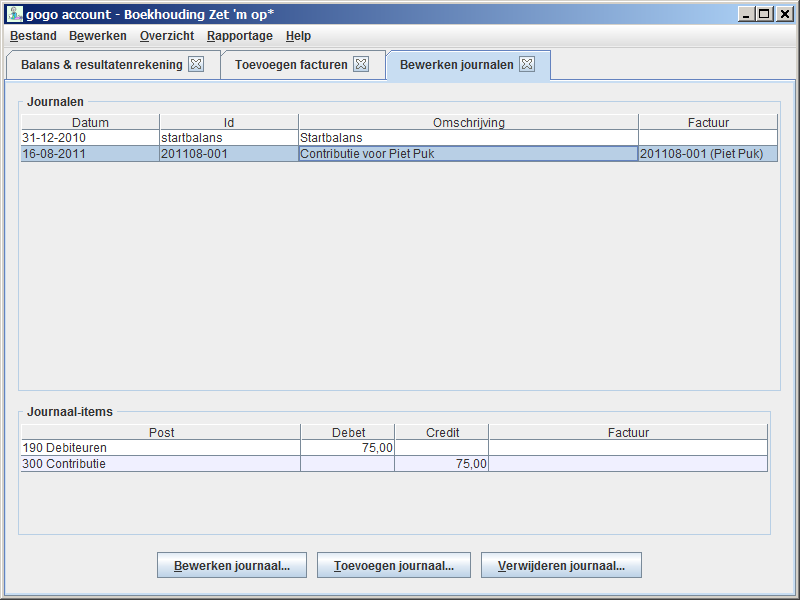 gogo account - Boekhouding Zet 'm op*
Bestand Bewerken Overzicht Rapportage Help
Balans & resultatenrekening Toevoegen facturen Bewerken journalen
Journalen
Datum Id Omschrijving Factuur
31-12-2010 startbalans Startbalans
16-08-2011 201108-001 Contributie voor Piet Puk 201108-001 (Piet Puk)
Journaal-items
Post Debet Credit Factuur
190 Debiteuren 75,00
300 Contributie 75,00
Bewerken journaal... Toevoegen journaal... Verwijderen journaal...